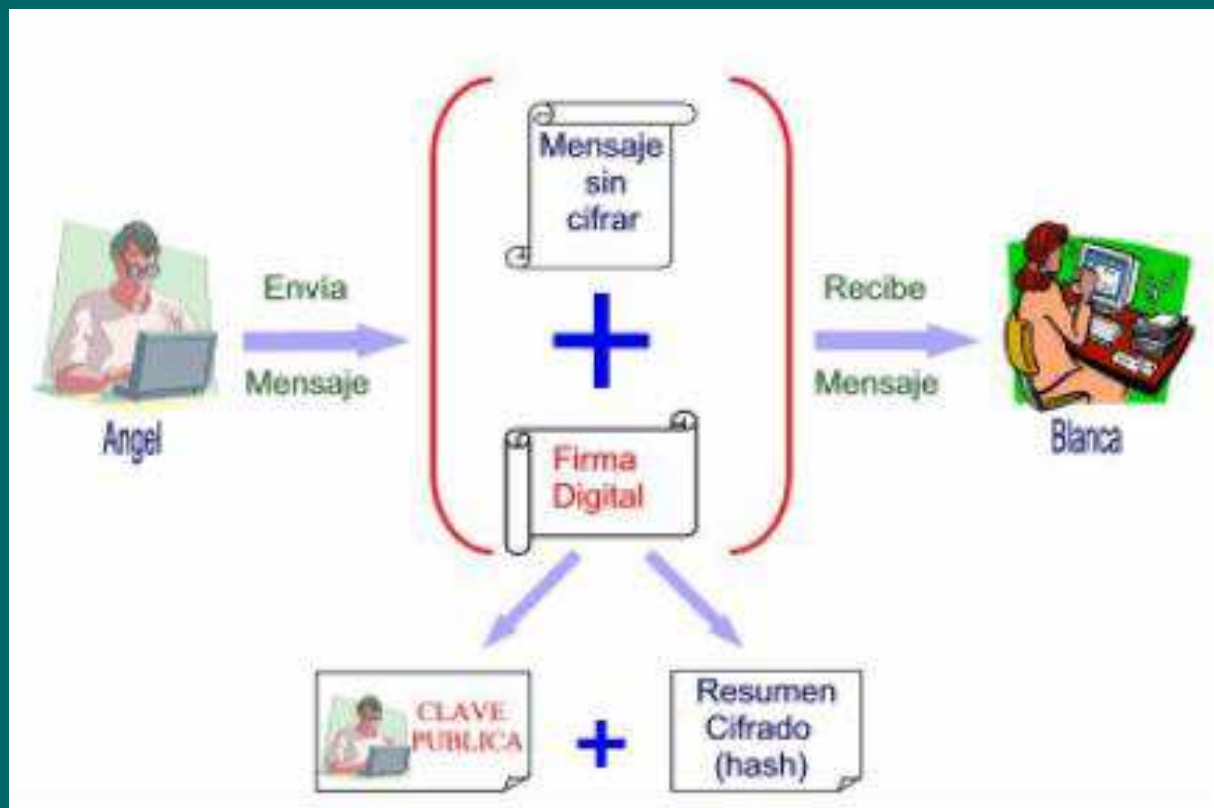 Mensaje
sin
cifrar
Envia
Mensaje
Angel
Recibe
Mensaje
Blanca
Firma
Digital
CLAVE
PUBLICA
Resumen
Cifrado
(hash)